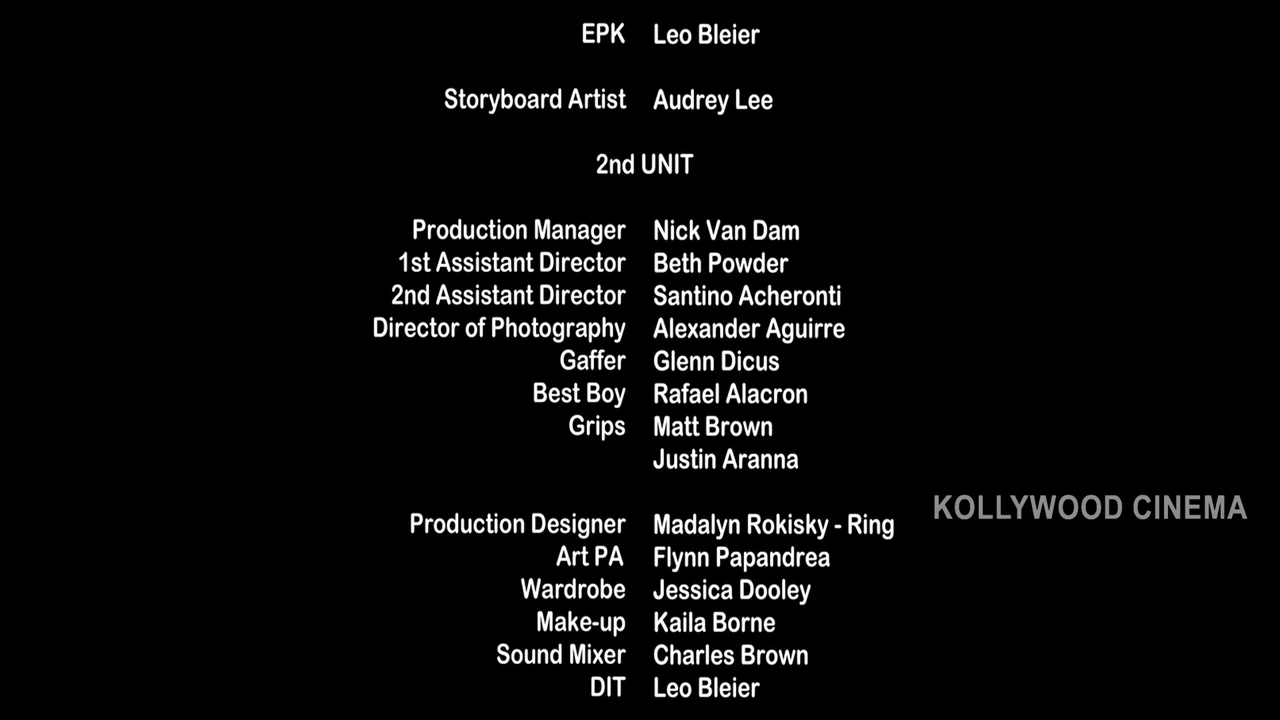 EPK Leo Bleier
Storyboard Artist Audrey Lee
2nd UNIT
Production Manager Nick Van Dam
1st Assistant Director Beth Powder
2nd Assistant Director Santino Acheronti
Director of Photography Alexander Aguirre
Gaffer Glenn Dicus
Best Boy Rafael Alacron
Grips Matt Brown
Justin Aranna
KOLLYWOOD CINEMA
Production Designer Madalyn Rokisky - Ring
Art PA Flynn Papandrea
Wardrobe Jessica Dooley
Make-up Kaila Borne
Sound Mixer Charles Brown
DIT Leo Bleier